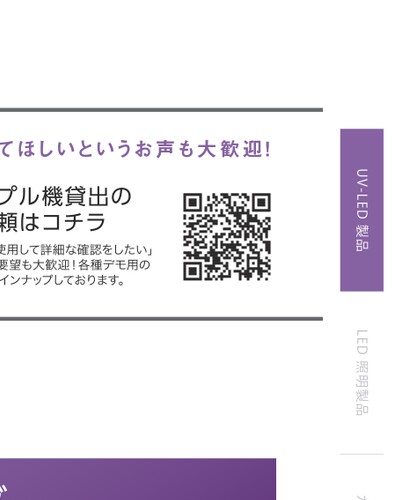 てほしいというお声も大歓迎!
プル機貸出の
頼はコチラ
使用して詳細な確認をしたい」
要望も大歓迎!各種デモ用の
インナップしております。
UV-LED 製品
LED 照明製品